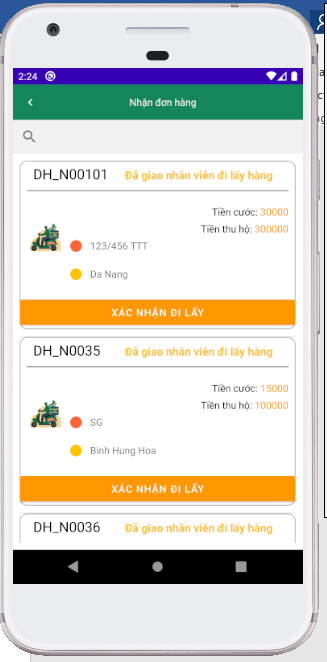 2:24
Nhận đơn hàng
DH_N00101 Đã giao nhân viên đi lấy hàng
Tiền cước: 30000
Tiền thu hộ: 300000
123/456 TTT
Da Nang
XÁC NHẬN ĐI LẤY
DH_N0035 Đã giao nhân viên đi lấy hàng
Tiền cước: 15000
Tiền thu hộ: 100000
SG
Binh Hung Hoa
XÁC NHẬN ĐI LẤY
DH_N0036 Đã giao nhân viên đi lấy hàng